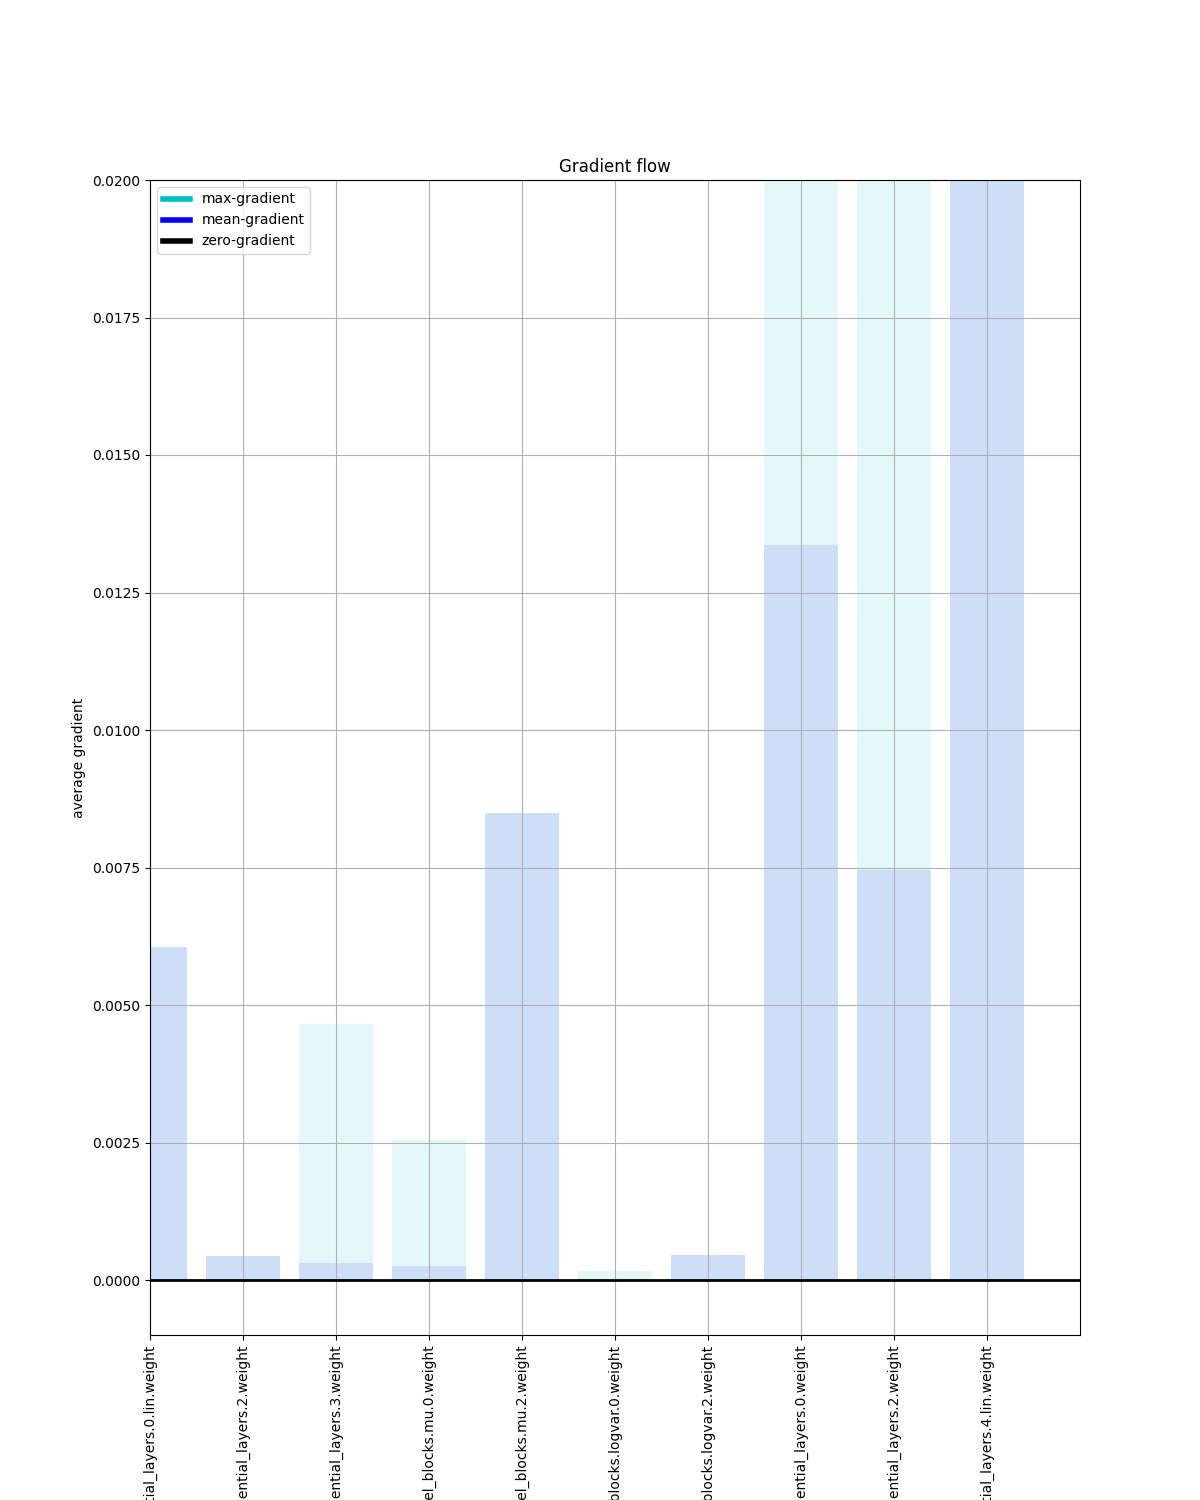 Gradient flow
max-gradient
mean-gradient
zero-gradient
0.0200
0.0175
0.0150
0.0125
0.0100
0.0075
0.0050
0.0025
0.0000
average gradient
tial_layers.0.lin.weight
ential_layers.2.weight
ential_layers.3.weight
el_blocks.mu.0.weight
el_blocks.mu.2.weight
blocks.logvar.0.weight
blocks.logvar.2.weight
ential_layers.0.weight
ential_layers.2.weight
tial_layers.4.lin.weight